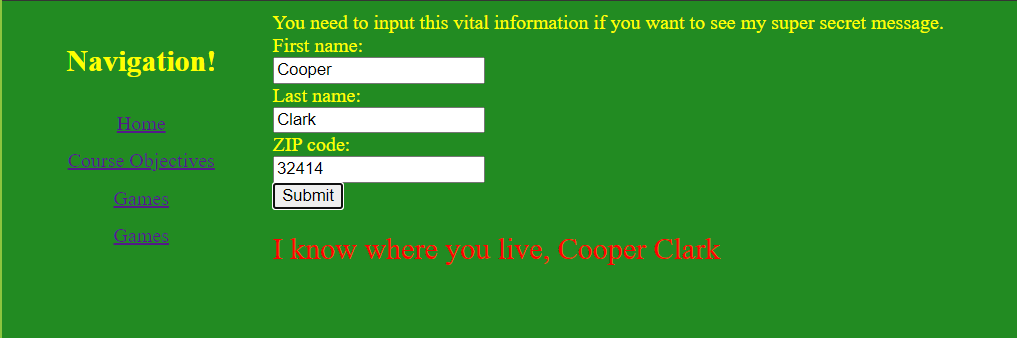 Navigation!
Home
Course Objectives
Games
Games
You need to input this vital information if you want to see my super secret message.
First name:
Cooper
Last name:
Clark
ZIP code:
32414
Submit
I know where you live, Cooper Clark